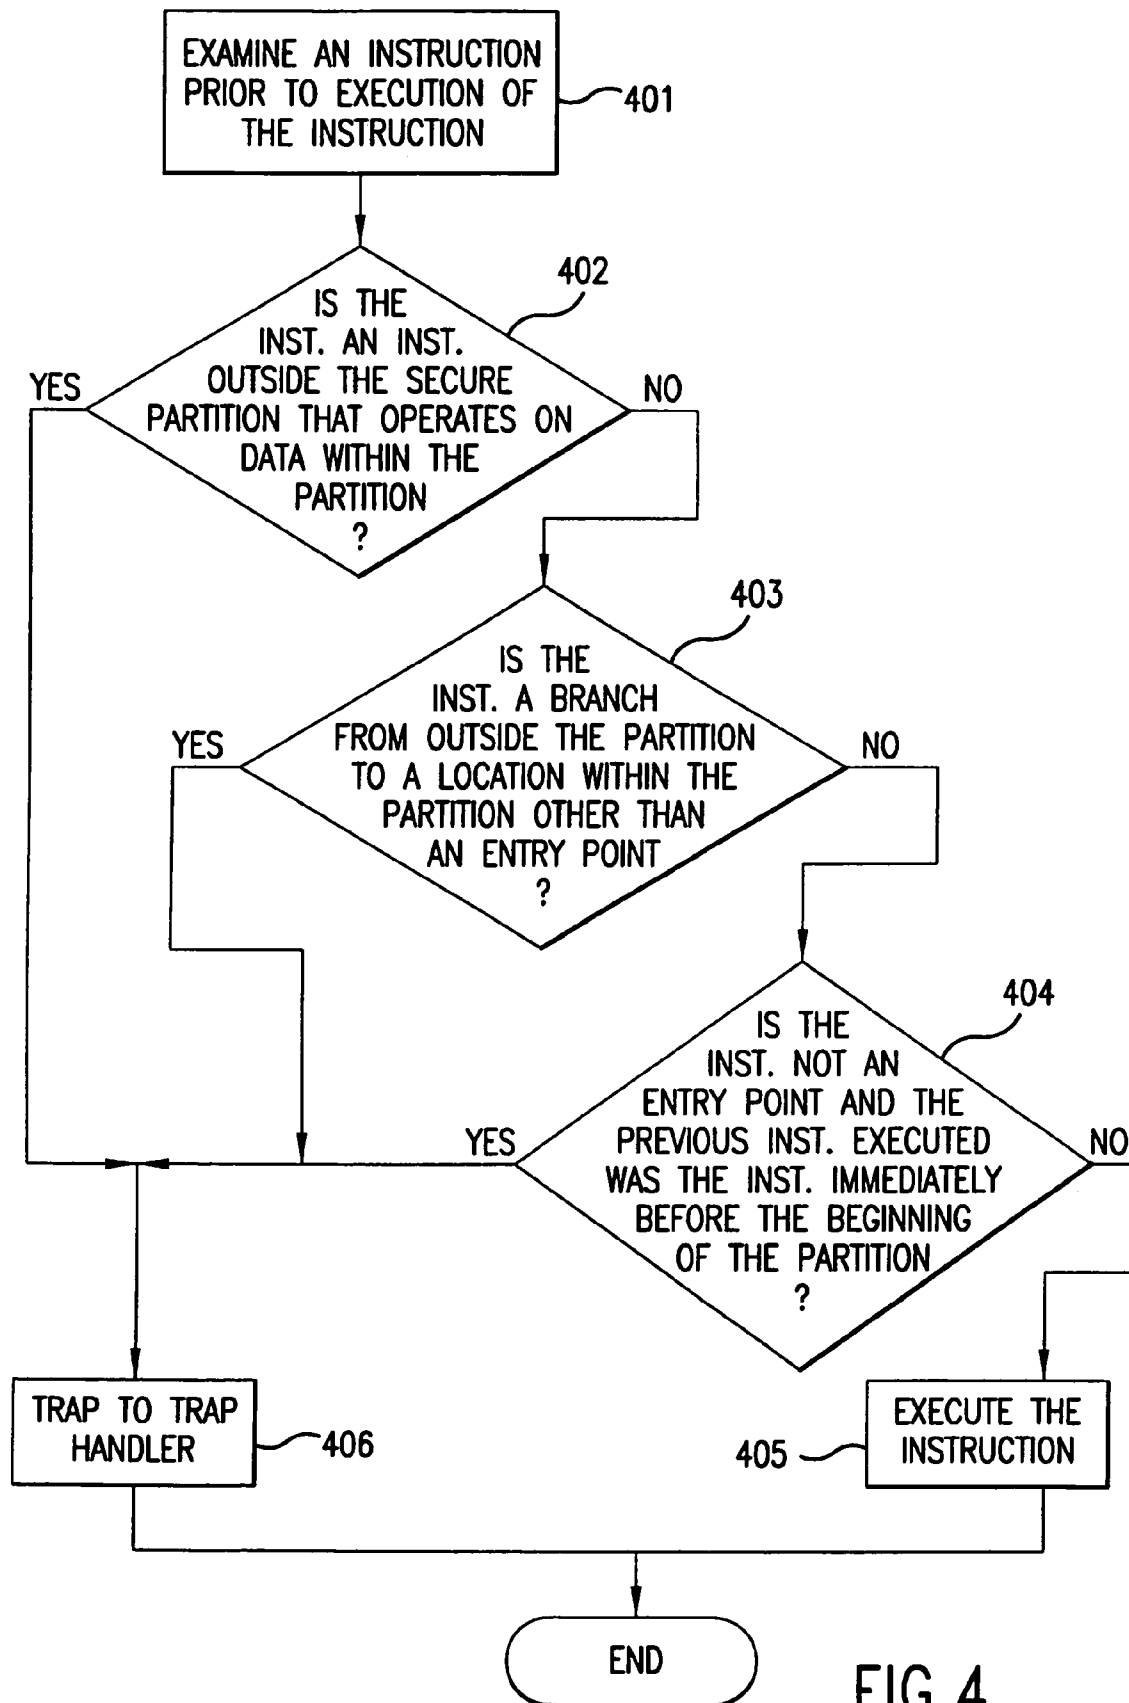 EXAMINE AN INSTRUCTION
PRIOR TO EXECUTION OF
THE INSTRUCTION
401
402
IS THE
INST. AN INST.
OUTSIDE THE SECURE
PARTITION THAT OPERATES ON
DATA WITHIN THE
PARTITION
?
YES
NO
403
IS THE
INST. A BRANCH
FROM OUTSIDE THE PARTITION
TO A LOCATION WITHIN THE
PARTITION OTHER THAN
AN ENTRY POINT
?
YES
NO
404
IS THE
INST. NOT AN
ENTRY POINT AND THE
PREVIOUS INST. EXECUTED
WAS THE INST. IMMEDIATELY
BEFORE THE BEGINNING
OF THE PARTITION
?
YES
NO
TRAP TO TRAP
HANDLER
406
405
EXECUTE THE
INSTRUCTION
END
FIG.4